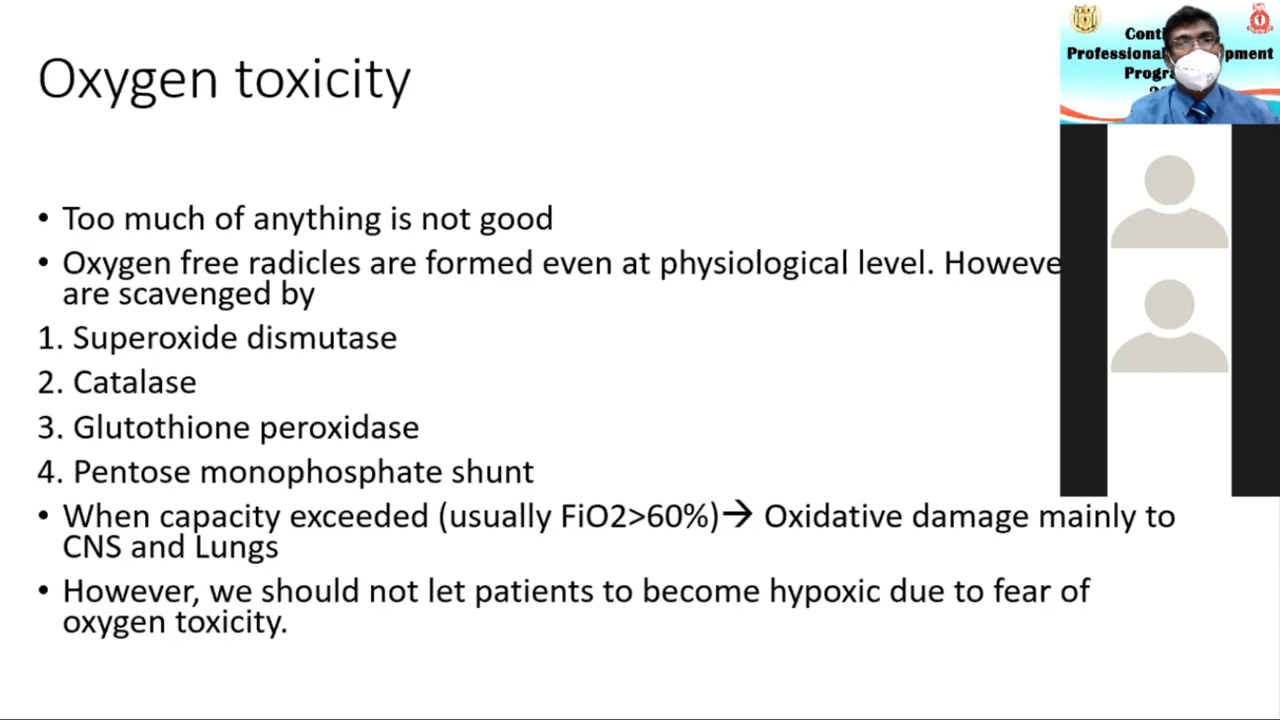 Oxygen toxicity
• Too much of anything is not good
• Oxygen free radicles are formed even at physiological level. Howeve
are scavenged by
1. Superoxide dismutase
2. Catalase
3. Glutothione peroxidase
4. Pentose monophosphate shunt
• When capacity exceeded (usually FiO2>60%)→ Oxidative damage mainly to
CNS and Lungs
• However, we should not let patients to become hypoxic due to fear of
oxygen toxicity.
Cont
Professional pment
Progra